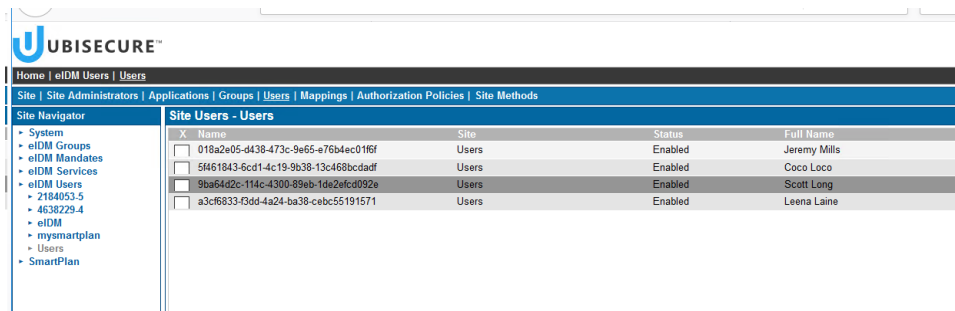 UBISECURE™
Home | eIDM Users | Users
Site | Site Administrators | Applications | Groups | Users | Mappings | Authorization Policies | Site Methods
Site Navigator
System
eIDM Groups
eIDM Mandates
eIDM Services
eIDM Users
2184053-5
4638229-4
eIDM
mysmartplan
Users
SmartPlan
Site Users - Users
X Name Site Status Full Name
018a2e05-d438-473c-9e65-e76b4ec01f6f Users Enabled Jeremy Mills
5f461843-6cd1-4c19-9b38-13c468bcdadf Users Enabled Coco Loco
9ba64d2c-114c-4300-89eb-1de2efcd092e Users Enabled Scott Long
a3cf6833-f3dd-4a24-ba38-cebc55191571 Users Enabled Leena Laine